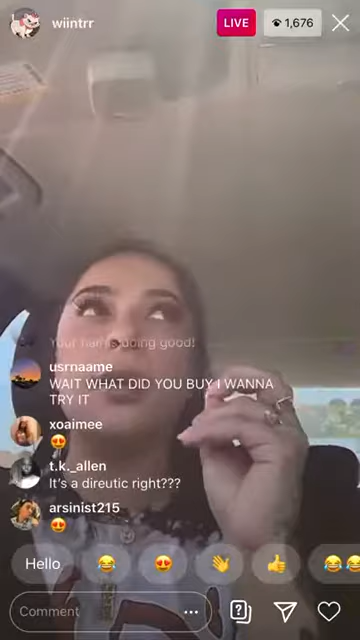 wiintrr
LIVE
1,676
Your hair is doing good!
usrnaame
WAIT WHAT DID YOU BUY I WANNA
TRY IT
xoaimee
😍
t.k._allen
It's a direutic right???
arsinist215
😍
Hello
😂
😍
👋
👍
😂😂
Comment